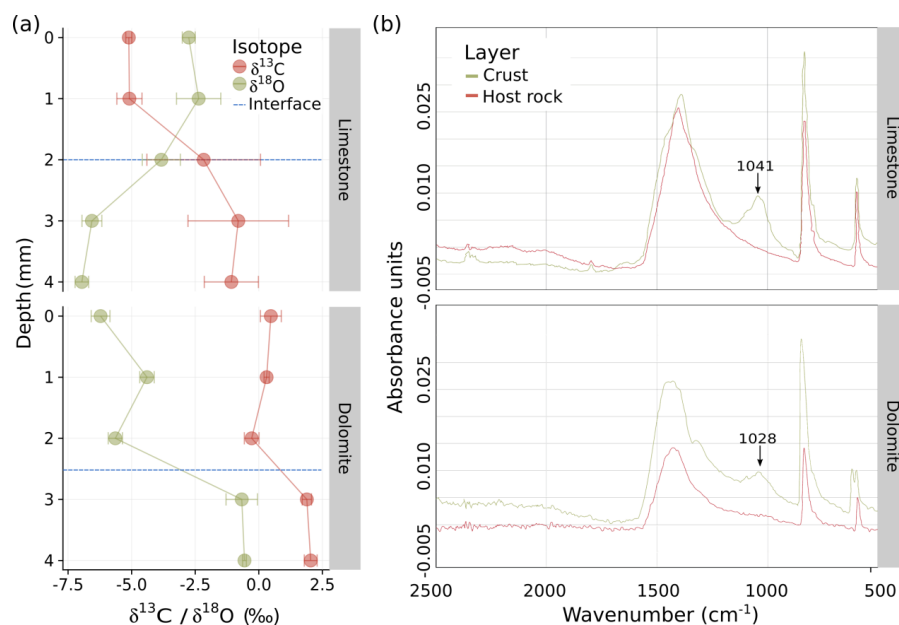 (a)
0
1
2
3
4
Isotope
δ¹³C
δ¹⁸O
Interface
Limestone
Depth (mm)
0
1
2
3
4
Dolomite
-7.5
-5.0
-2.5
0.0
2.5
δ¹³C / δ¹⁸O (‰)
(b)
Layer
Crust
Host rock
1041
0.025
0.010
-0.005
Limestone
Absorbance units
1028
0.025
0.010
-0.005
Dolomite
2500
2000
1500
1000
500
Wavenumber (cm⁻¹)